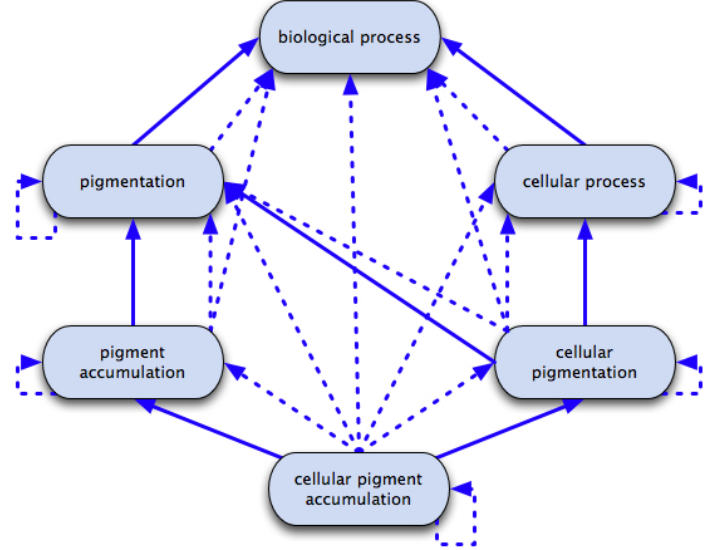 biological process
pigmentation
cellular process
pigment
accumulation
cellular
pigmentation
cellular pigment
accumulation